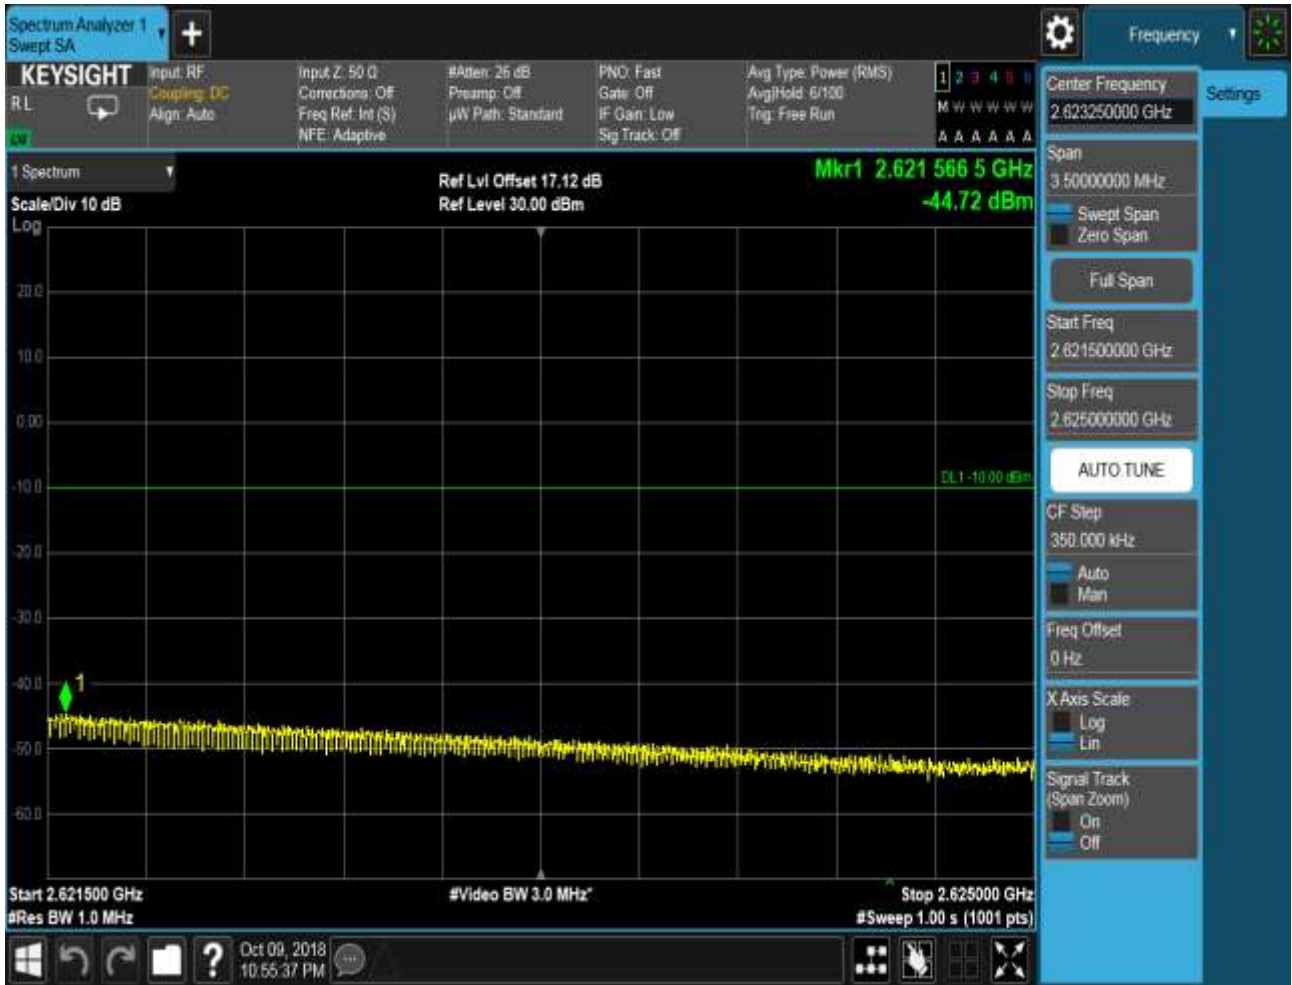 Spectrum Analyzer 1
Swept SA
Frequency
KEYSIGHT
RL
LW
Input: RF
Coupling: DC
Align: Auto
Input Z: 50 Ω
Corrections: Off
Freq Ref: Int (S)
NFE: Adaptive
#Atten: 26 dB
Preamp: Off
µW Path: Standard
PNO: Fast
Gate: Off
IF Gain: Low
Sig Track: Off
Avg Type: Power (RMS)
Avg|Hold: 6/100
Trig: Free Run
1 2 3 4 5 6
M W W W W W
A A A A A A
1 Spectrum
Scale/Div 10 dB
Log
Ref Lvl Offset 17.12 dB
Ref Level 30.00 dBm
Mkr1 2.621 566 5 GHz
-44.72 dBm
20.0
10.0
0.00
-10.0
-20.0
-30.0
-40.0
-50.0
-60.0
DL1 -10.00 dBm
1
Start 2.621500 GHz
#Res BW 1.0 MHz
#Video BW 3.0 MHz*
Stop 2.625000 GHz
#Sweep 1.00 s (1001 pts)
Oct 09, 2018
10:55:37 PM
Center Frequency
2.623250000 GHz
Settings
Span
3.50000000 MHz
Swept Span
Zero Span
Full Span
Start Freq
2.621500000 GHz
Stop Freq
2.625000000 GHz
AUTO TUNE
CF Step
350.000 kHz
Auto
Man
Freq Offset
0 Hz
X Axis Scale
Log
Lin
Signal Track
(Span Zoom)
On
Off